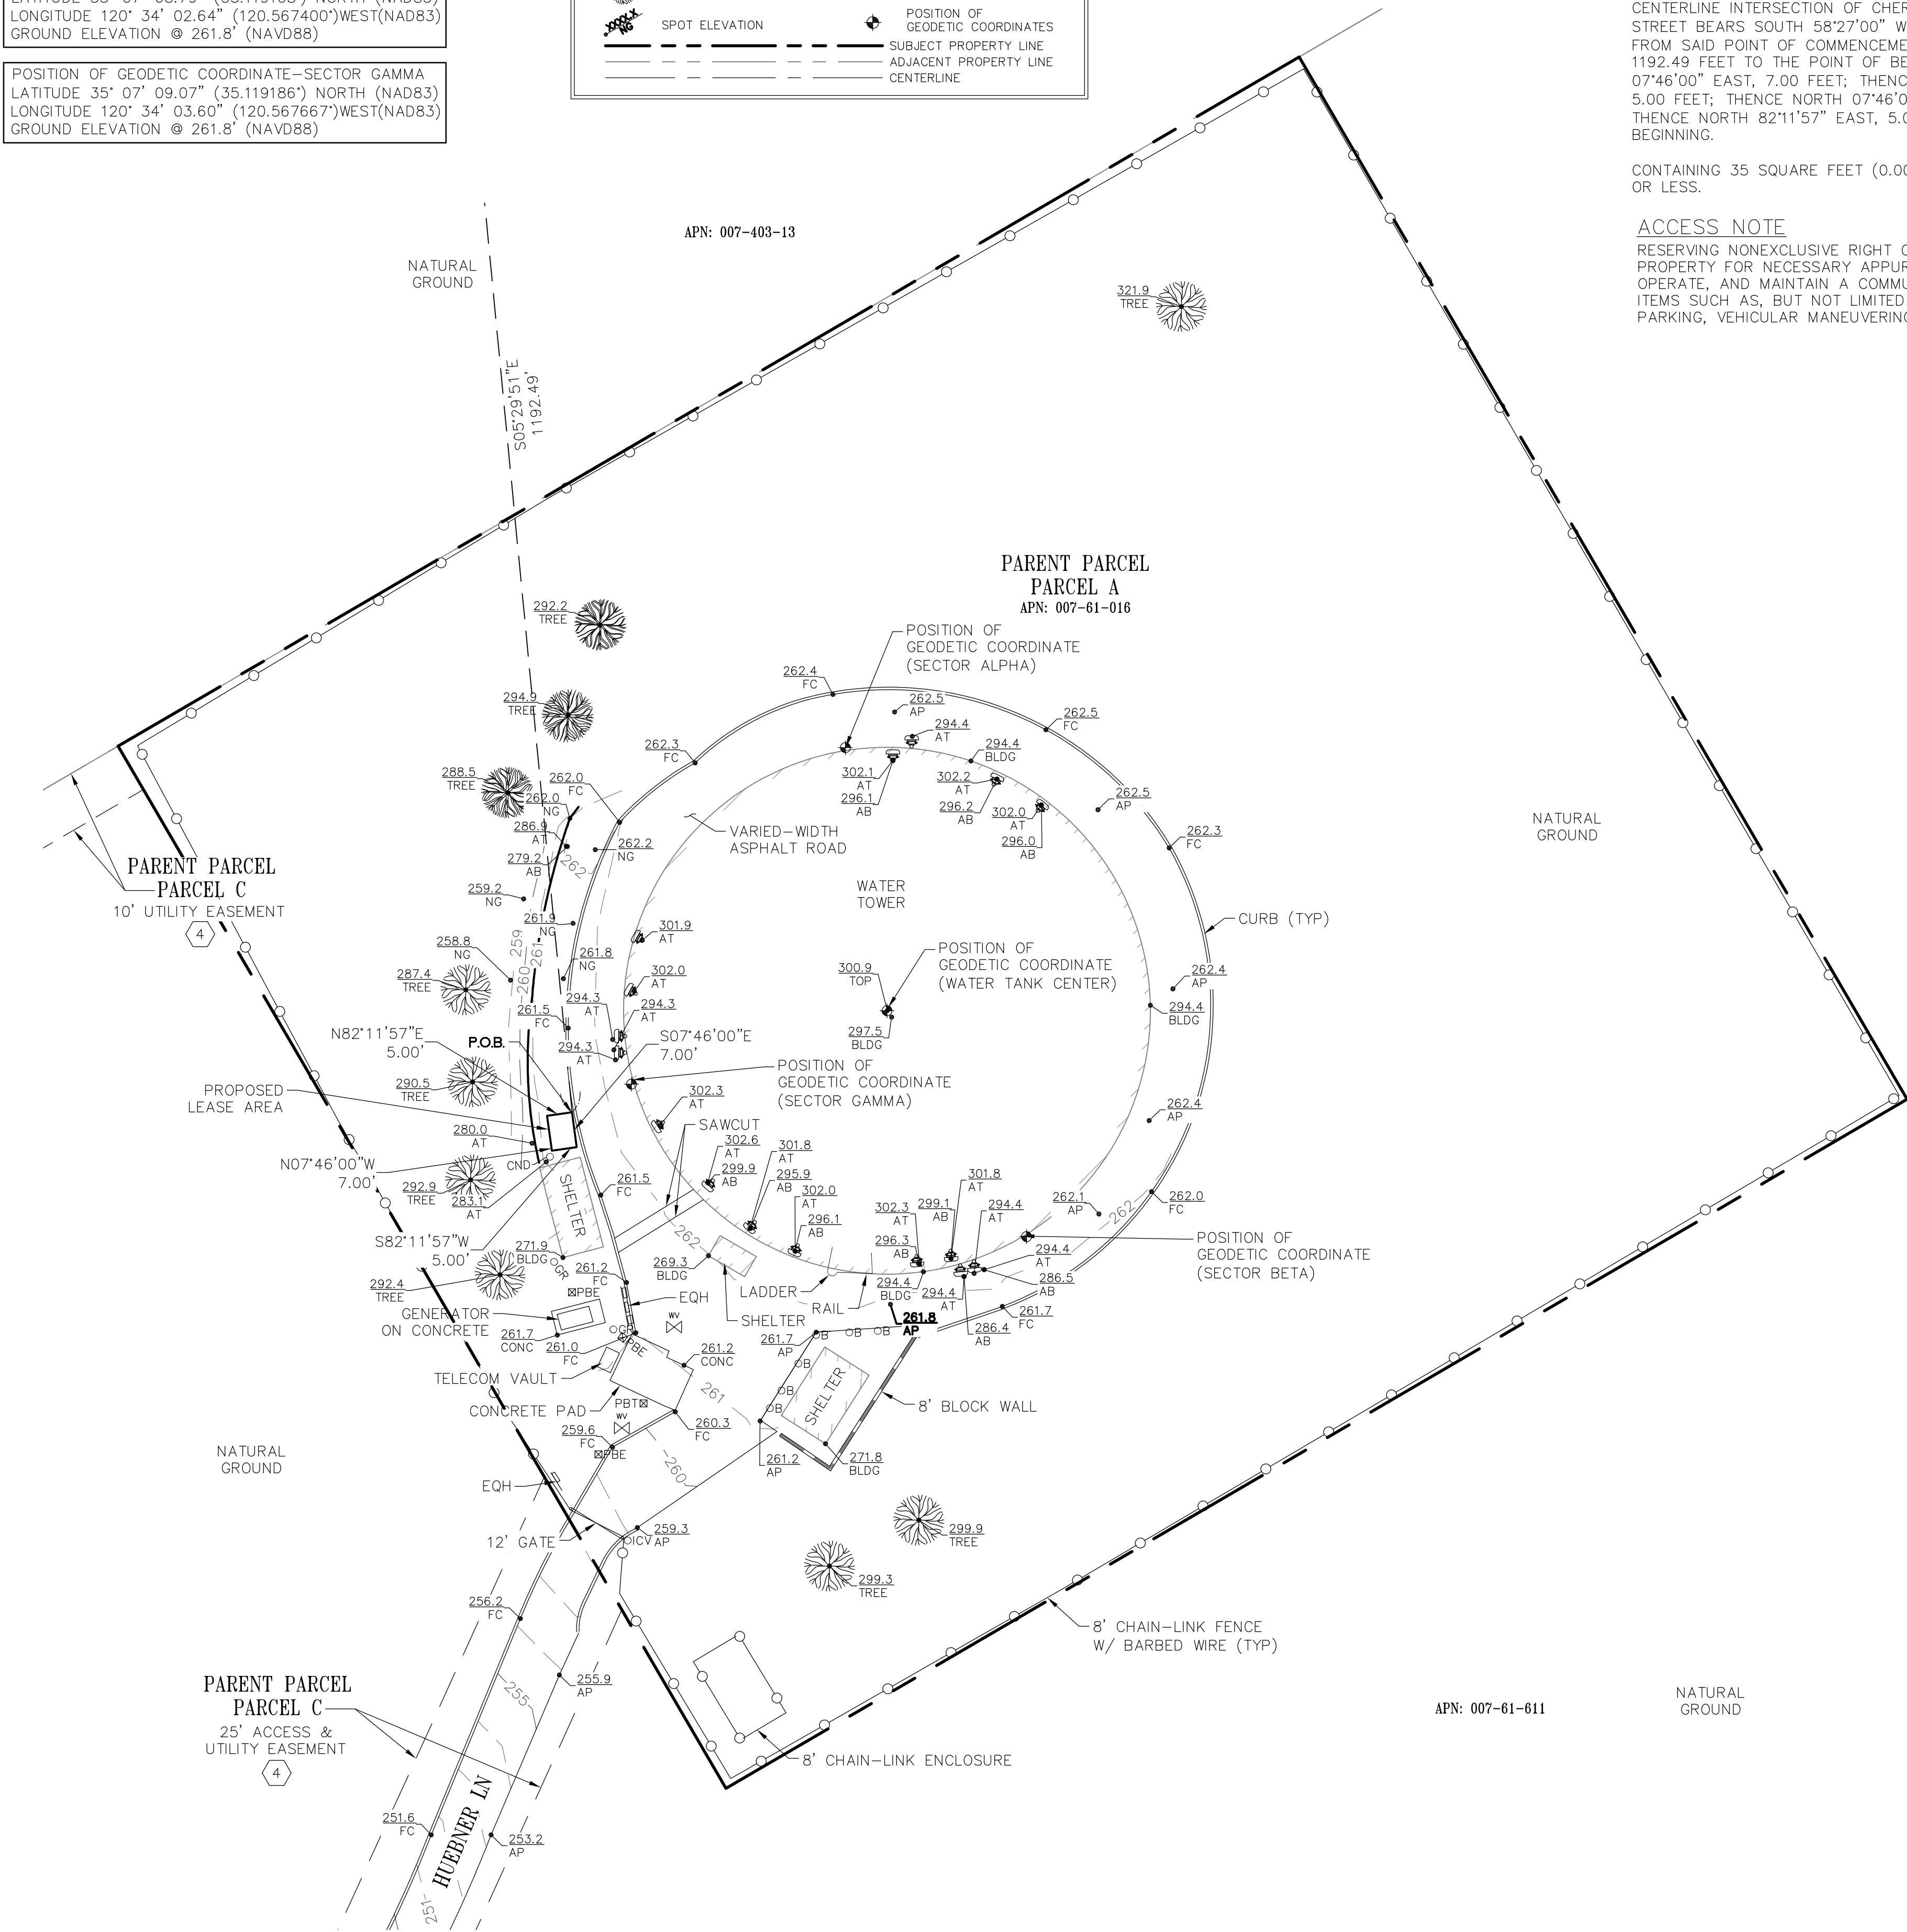 LONGITUDE 120° 34' 02.64" (120.567400°)WEST(NAD83)
GROUND ELEVATION @ 261.8' (NAVD88)
POSITION OF GEODETIC COORDINATE-SECTOR GAMMA
LATITUDE 35° 07' 09.07" (35.119186°) NORTH (NAD83)
LONGITUDE 120° 34' 03.60" (120.567667°)WEST(NAD83)
GROUND ELEVATION @ 261.8' (NAVD88)
SPOT ELEVATION
POSITION OF
GEODETIC COORDINATES
SUBJECT PROPERTY LINE
ADJACENT PROPERTY LINE
CENTERLINE
CENTERLINE INTERSECTION OF CHER
STREET BEARS SOUTH 58°27'00" W
FROM SAID POINT OF COMMENCEME
1192.49 FEET TO THE POINT OF BE
07°46'00" EAST, 7.00 FEET; THENC
5.00 FEET; THENCE NORTH 07°46'0
THENCE NORTH 82°11'57" EAST, 5.0
BEGINNING.
CONTAINING 35 SQUARE FEET (0.00
OR LESS.
ACCESS NOTE
RESERVING NONEXCLUSIVE RIGHT O
PROPERTY FOR NECESSARY APPUR
OPERATE, AND MAINTAIN A COMMU
ITEMS SUCH AS, BUT NOT LIMITED
PARKING, VEHICULAR MANEUVERING
APN: 007-403-13
NATURAL
GROUND
321.9
TREE
S05°29'51"E
1192.49'
PARENT PARCEL
PARCEL A
APN: 007-61-016
292.2
TREE
POSITION OF
GEODETIC COORDINATE
(SECTOR ALPHA)
262.4
FC
294.9
TREE
262.5
AP
262.5
FC
294.4
AT
294.4
BLDG
262.3
FC
288.5
TREE
262.0
FC
302.1
AT
296.1
AB
302.2
AT
296.2
AB
302.0
AT
296.0
AB
262.5
AP
262.0
NG
286.9
AT
279.2
AB
262
262.2
NG
VARIED-WIDTH
ASPHALT ROAD
262.3
FC
NATURAL
GROUND
PARENT PARCEL
PARCEL C
10' UTILITY EASEMENT
4
WATER
TOWER
259.2
NG
261.9
NG
CURB (TYP)
258.8
NG
259
260
261
301.9
AT
261.8
NG
POSITION OF
GEODETIC COORDINATE
(WATER TANK CENTER)
300.9
TOP
297.5
BLDG
262.4
AP
294.4
BLDG
287.4
TREE
302.0
AT
294.3
AT
294.3
AT
261.5
FC
294.3
AT
N82°11'57"E
5.00'
P.O.B.
S07°46'00"E
7.00'
POSITION OF
GEODETIC COORDINATE
(SECTOR GAMMA)
290.5
TREE
PROPOSED
LEASE AREA
302.3
AT
262.4
AP
280.0
AT
SAWCUT
302.6
AT
299.9
AB
301.8
AT
295.9
AB
N07°46'00"W
7.00'
CND
SHELTER
292.9
TREE
283.1
AT
261.5
FC
302.0
AT
296.1
AB
302.3
AT
296.3
AB
299.1
AB
301.8
AT
294.4
AT
262.1
AP
262
262.0
FC
S82°11'57"W
5.00'
271.9
BLDG
GR
262
269.3
BLDG
POSITION OF
GEODETIC COORDINATE
(SECTOR BETA)
294.4
AT
286.5
AB
292.4
TREE
261.2
FC
PBE
EQH
LADDER
RAIL
294.4
BLDG
294.4
AT
286.4
AB
261.7
FC
GENERATOR
ON CONCRETE
261.7
CONC
GR
PBE
261.0
FC
WV
SHELTER
261.8
AP
261.7
AP
B
B
B
B
B
B
261.2
CONC
TELECOM VAULT
CONCRETE PAD
PBT
WV
261
SHELTER
8' BLOCK WALL
260.3
FC
259.6
FC
PBE
260
261.2
AP
271.8
BLDG
NATURAL
GROUND
EQH
12' GATE
ICV
259.3
AP
299.9
TREE
299.3
TREE
256.2
FC
8' CHAIN-LINK FENCE
W/ BARBED WIRE (TYP)
PARENT PARCEL
PARCEL C
25' ACCESS &
UTILITY EASEMENT
4
255.9
AP
255
APN: 007-61-611
NATURAL
GROUND
8' CHAIN-LINK ENCLOSURE
HUEBNER LN
251.6
FC
253.2
AP
251